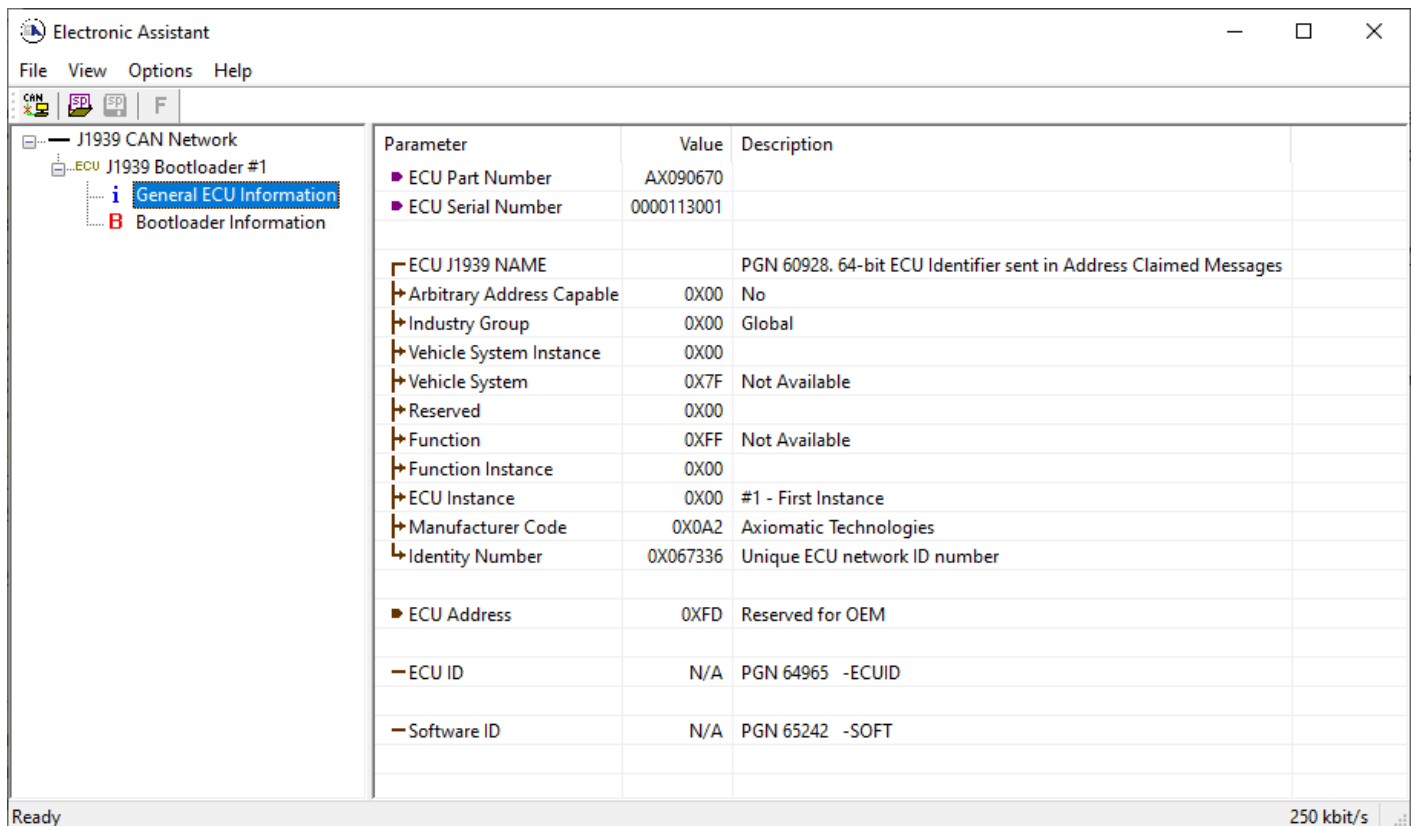 Electronic Assistant
File View Options Help
CAN SP SP F
J1939 CAN Network
ECU J1939 Bootloader #1
i General ECU Information
B Bootloader Information
Parameter Value Description
ECU Part Number AX090670
ECU Serial Number 0000113001
ECU J1939 NAME PGN 60928. 64-bit ECU Identifier sent in Address Claimed Messages
Arbitrary Address Capable 0X00 No
Industry Group 0X00 Global
Vehicle System Instance 0X00
Vehicle System 0X7F Not Available
Reserved 0X00
Function 0XFF Not Available
Function Instance 0X00
ECU Instance 0X00 #1 - First Instance
Manufacturer Code 0X0A2 Axiomatic Technologies
Identity Number 0X067336 Unique ECU network ID number
ECU Address 0XFD Reserved for OEM
ECU ID N/A PGN 64965 -ECUID
Software ID N/A PGN 65242 -SOFT
Ready 250 kbit/s